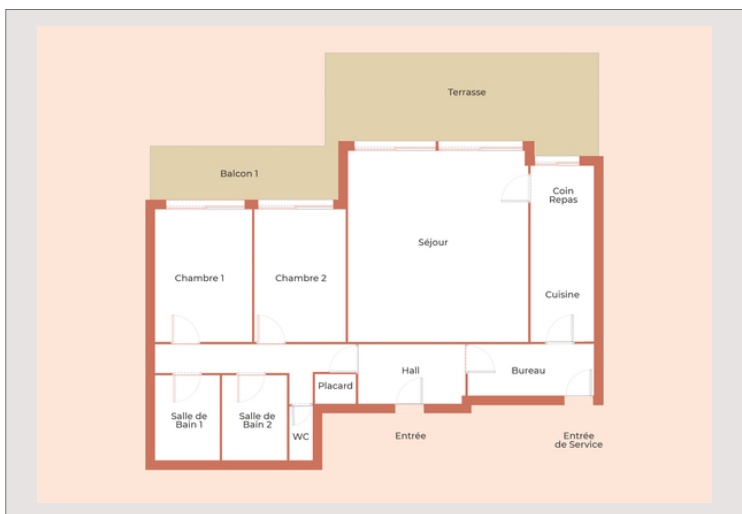 Terrasse
Balcon 1
Coin
Repas
Séjour
Chambre 1
Chambre 2
Cuisine
Hall
Bureau
Placard
Salle de
Bain 1
Salle de
Bain 2
WC
Entrée
Entrée
de Service